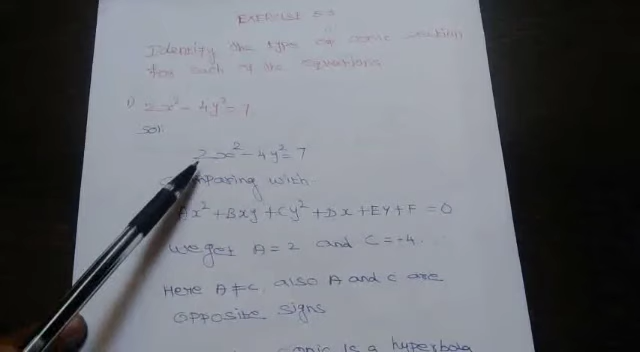 EXERCISE 5.3
Identify the type of conic section
for each of the equations
1) 2x² - 4y² = 7
Sol:
2x² - 4y² = 7
Comparing with
Ax² + Bxy + Cy² + Dx + Ey + F = 0
we get A = 2 and C = -4.
Here A ≠ C, also A and C are
opposite signs
conic is a hyperbola